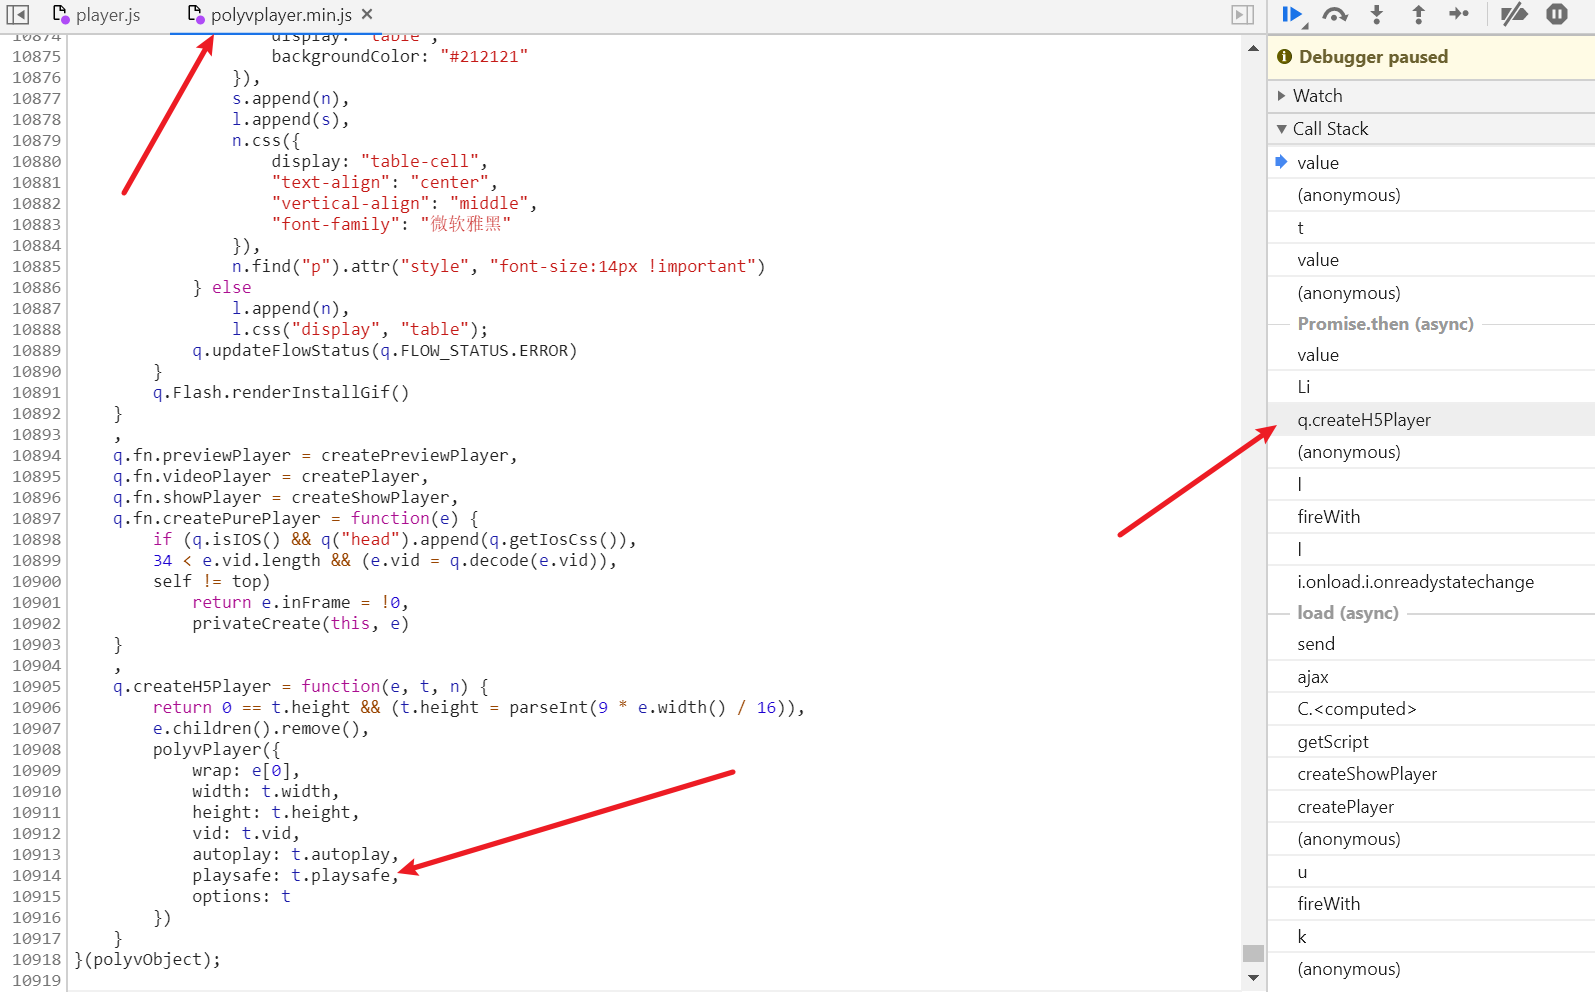 player.js
polyvplayer.min.js ×
10874 display: "table",
10875 backgroundColor: "#212121"
10876 }),
10877 s.append(n),
10878 l.append(s),
10879 n.css({
10880 display: "table-cell",
10881 "text-align": "center",
10882 "vertical-align": "middle",
10883 "font-family": "微软雅黑"
10884 }),
10885 n.find("p").attr("style", "font-size:14px !important")
10886 } else
10887 l.append(n),
10888 l.css("display", "table");
10889 q.updateFlowStatus(q.FLOW_STATUS.ERROR)
10890 }
10891 q.Flash.renderInstallGif()
10892 }
10893 ,
10894 q.fn.previewPlayer = createPreviewPlayer,
10895 q.fn.videoPlayer = createPlayer,
10896 q.fn.showPlayer = createShowPlayer,
10897 q.fn.createPurePlayer = function(e) {
10898 if (q.isIOS() && q("head").append(q.getIosCss()),
10899 34 < e.vid.length && (e.vid = q.decode(e.vid)),
10900 self != top)
10901 return e.inFrame = !0,
10902 privateCreate(this, e)
10903 }
10904 ,
10905 q.createH5Player = function(e, t, n) {
10906 return 0 == t.height && (t.height = parseInt(9 * e.width() / 16)),
10907 e.children().remove(),
10908 polyvPlayer({
10909 wrap: e[0],
10910 width: t.width,
10911 height: t.height,
10912 vid: t.vid,
10913 autoplay: t.autoplay,
10914 playsafe: t.playsafe,
10915 options: t
10916 })
10917 }
10918 }(polyvObject);
10919
Debugger paused
Watch
Call Stack
value
(anonymous)
t
value
(anonymous)
Promise.then (async)
value
Li
q.createH5Player
(anonymous)
l
fireWith
l
i.onload.i.onreadystatechange
load (async)
send
ajax
C.<computed>
getScript
createShowPlayer
createPlayer
(anonymous)
u
fireWith
k
(anonymous)